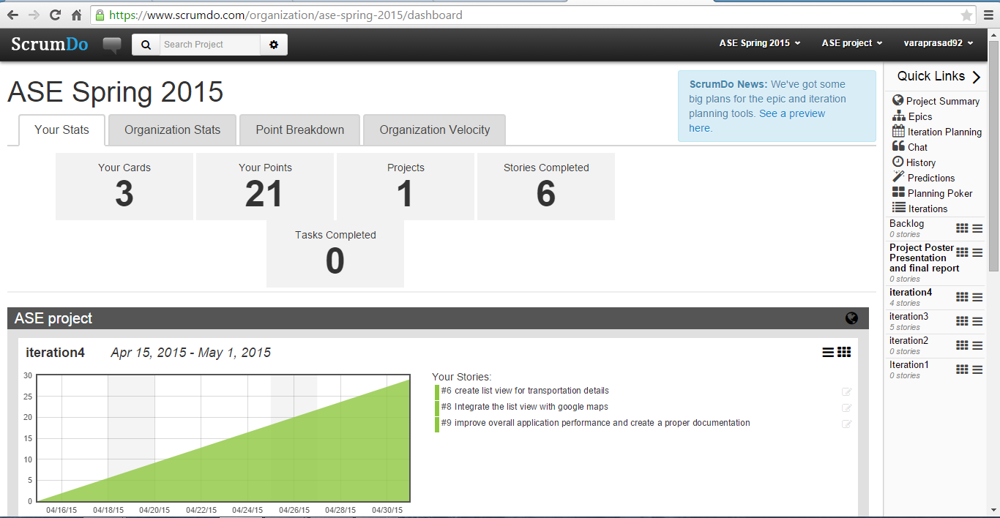 https://www.scrumdo.com/organization/ase-spring-2015/dashboard
ScrumDo
Search Project
ASE Spring 2015
ASE project
varaprasad92
ASE Spring 2015
ScrumDo News: We've got some
big plans for the epic and iteration
planning tools. See a preview
here.
Your Stats
Organization Stats
Point Breakdown
Organization Velocity
Your Cards
3
Your Points
21
Projects
1
Stories Completed
6
Tasks Completed
0
ASE project
iteration4
Apr 15, 2015 - May 1, 2015
30
25
20
15
10
5
0
04/16/15
04/18/15
04/20/15
04/22/15
04/24/15
04/26/15
04/28/15
04/30/15
Your Stories:
#6 create list view for transportation details
#8 Integrate the list view with google maps
#9 improve overall application performance and create a proper documentation
Quick Links
Project Summary
Epics
Iteration Planning
Chat
History
Predictions
Planning Poker
Iterations
Backlog
0 stories
Project Poster
Presentation
and final report
0 stories
iteration4
4 stories
iteration3
5 stories
iteration2
0 stories
Iteration1
0 stories